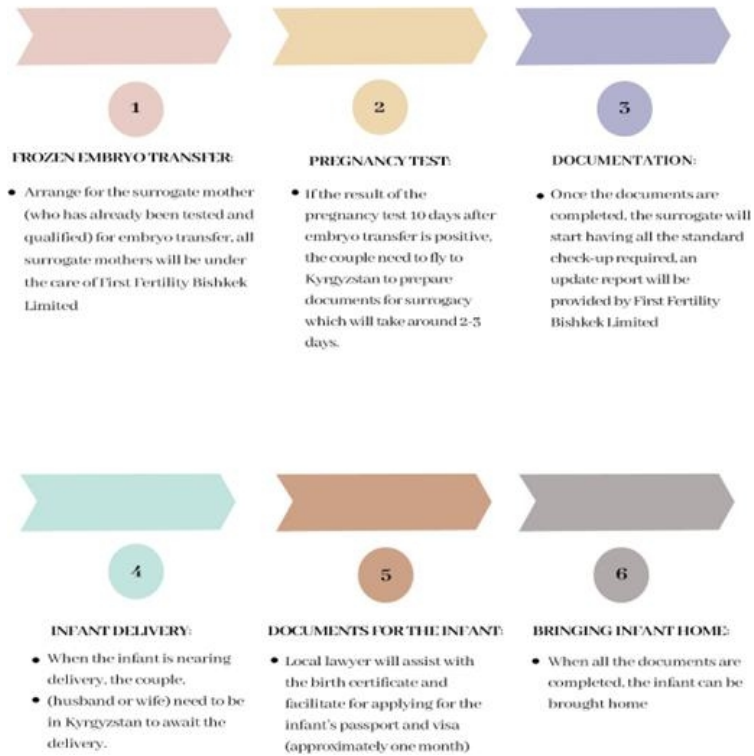 1
FROZEN EMBRYO TRANSFER:
• Arrange for the surrogate mother
(who has already been tested and
qualified) for embryo transfer, all
surrogate mothers will be under
the care of First Fertility Bishkek
Limited
2
PREGNANCY TEST:
• If the result of the
pregnancy test 10 days after
embryo transfer is positive,
the couple need to fly to
Kyrgyzstan to prepare
documents for surrogacy
which will take around 2-3
days.
3
DOCUMENTATION:
• Once the documents are
completed, the surrogate will
start having all the standard
check-up required, an
update report will be
provided by First Fertility
Bishkek Limited
4
INFANT DELIVERY:
• When the infant is nearing
delivery, the couple,
• (husband or wife) need to be
in Kyrgyzstan to await the
delivery.
5
DOCUMENTS FOR THE INFANT:
• Local lawyer will assist with
the birth certificate and
facilitate for applying for the
infant's passport and visa
(approximately one month)
6
BRINGING INFANT HOME:
• When all the documents are
completed, the infant can be
brought home